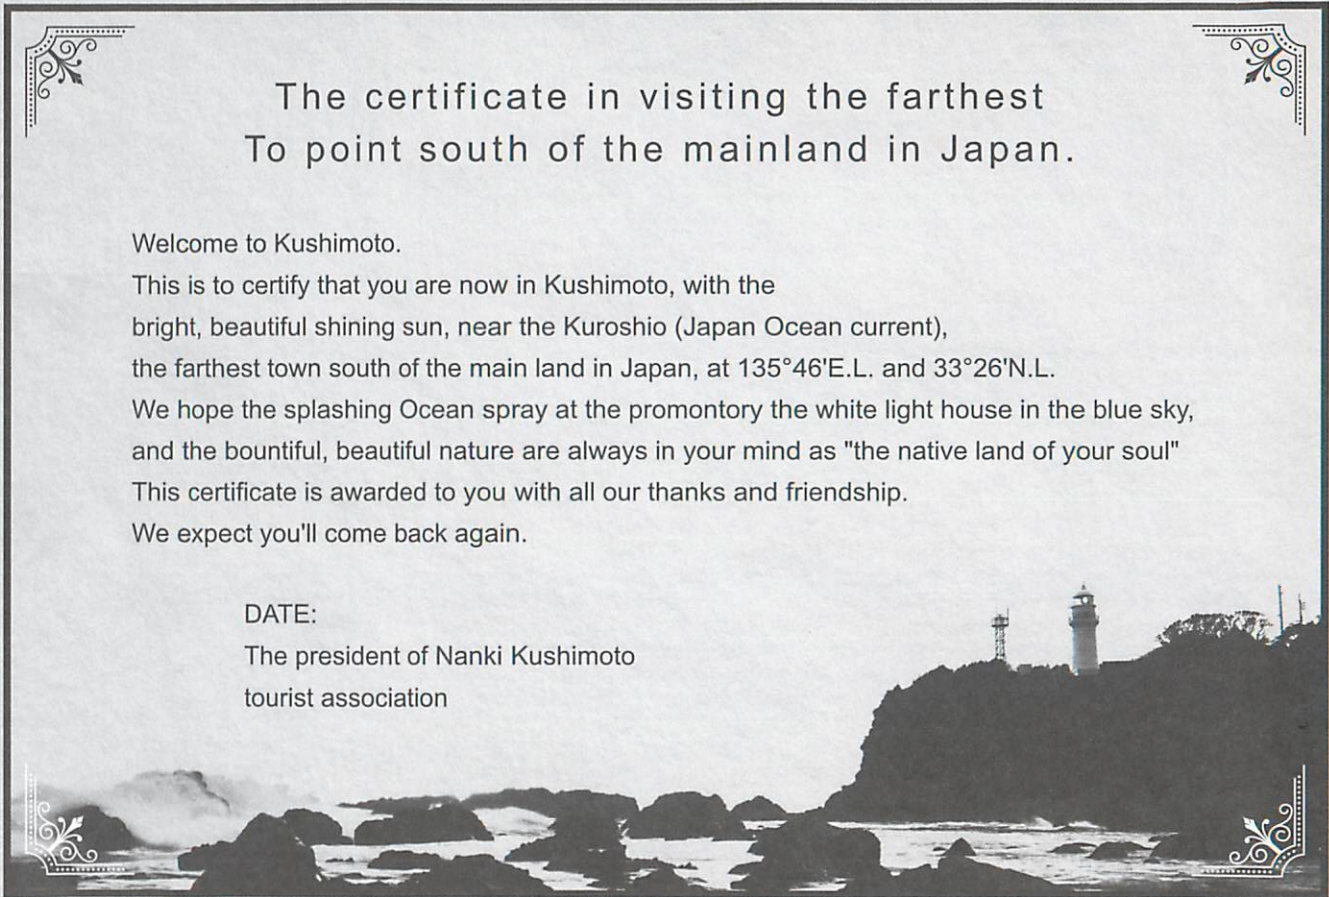 The certificate in visiting the farthest
To point south of the mainland in Japan.
Welcome to Kushimoto.
This is to certify that you are now in Kushimoto, with the
bright, beautiful shining sun, near the Kuroshio (Japan Ocean current),
the farthest town south of the main land in Japan, at 135°46'E.L. and 33°26'N.L.
We hope the splashing Ocean spray at the promontory the white light house in the blue sky,
and the bountiful, beautiful nature are always in your mind as "the native land of your soul"
This certificate is awarded to you with all our thanks and friendship.
We expect you'll come back again.
DATE:
The president of Nanki Kushimoto
tourist association